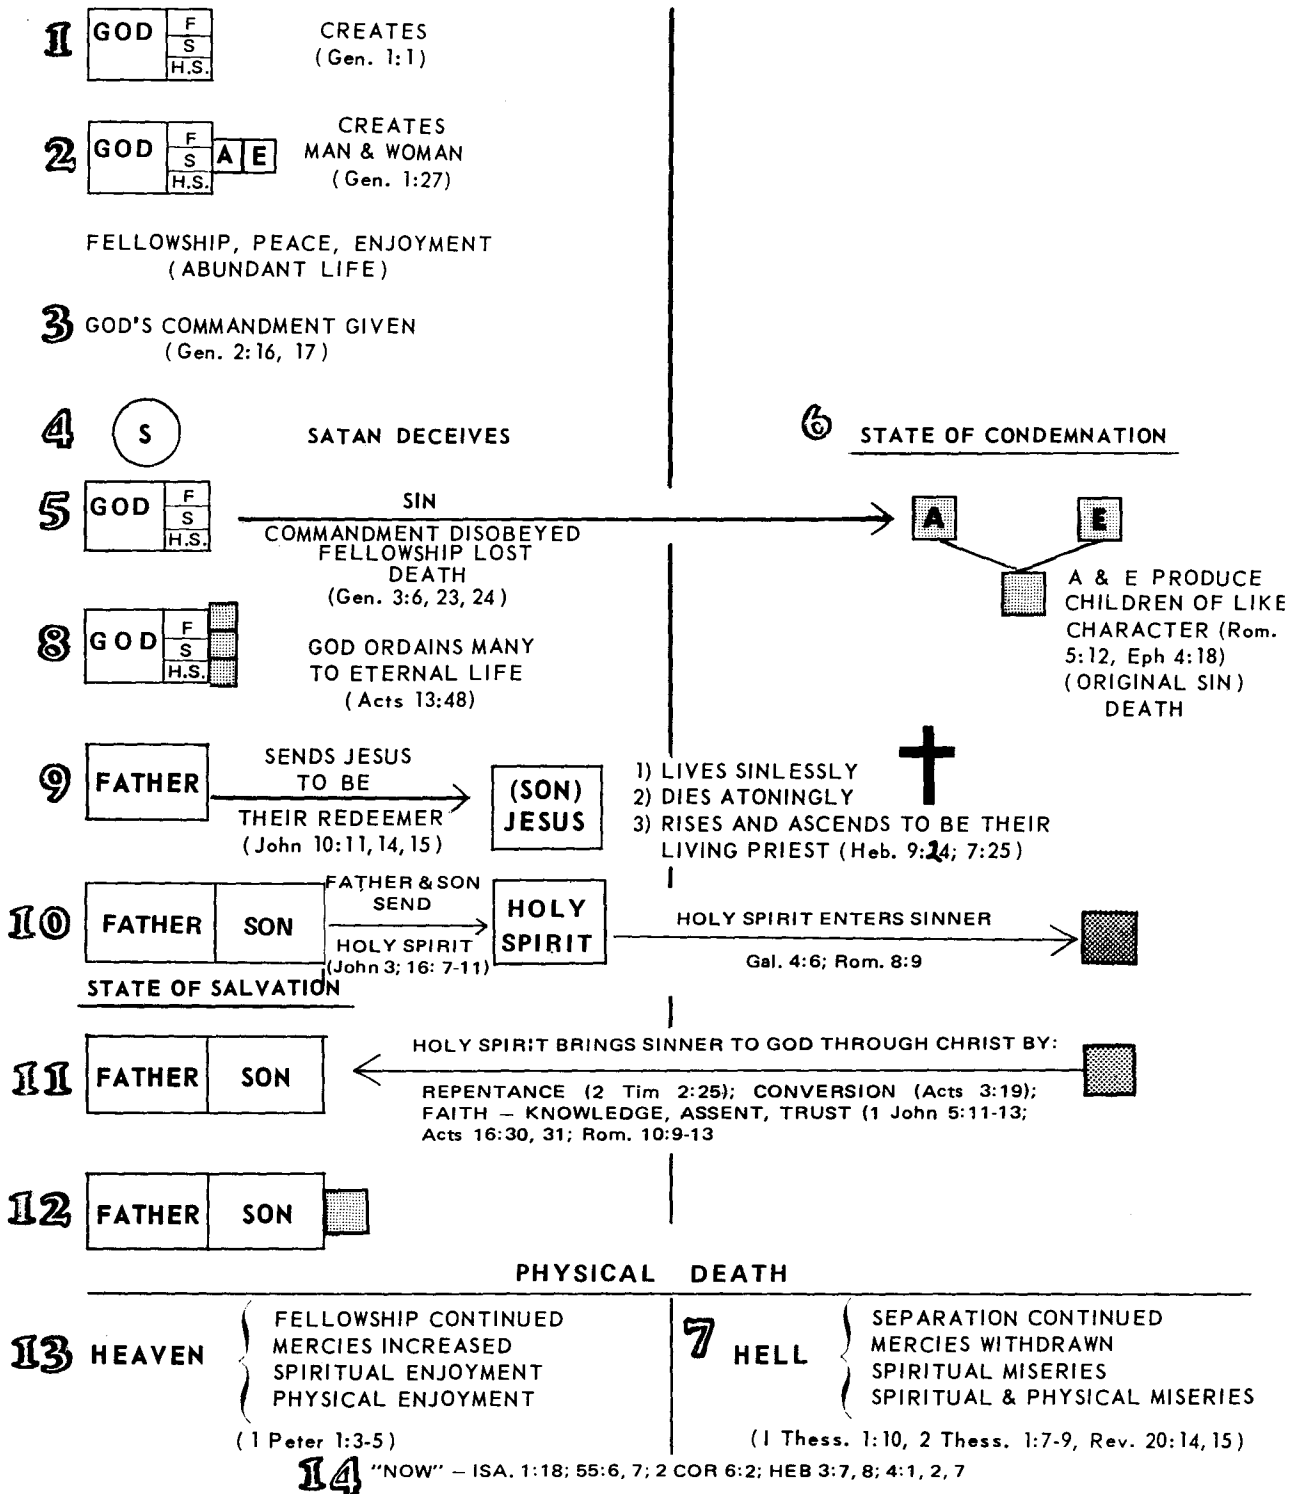 1 GOD F CREATES
S (Gen. 1:1)
H.S.
2 GOD F CREATES
S A E MAN & WOMAN
H.S. (Gen. 1:27)
FELLOWSHIP, PEACE, ENJOYMENT
(ABUNDANT LIFE)
3 GOD'S COMMANDMENT GIVEN
(Gen. 2:16, 17)
4 S SATAN DECEIVES
5 GOD F SIN
S COMMANDMENT DISOBEYED
H.S. FELLOWSHIP LOST
DEATH
(Gen. 3:6, 23, 24)
6 STATE OF CONDEMNATION
A E
A & E PRODUCE
CHILDREN OF LIKE
CHARACTER (Rom.
5:12, Eph 4:18)
(ORIGINAL SIN)
DEATH
8 GOD F GOD ORDAINS MANY
S TO ETERNAL LIFE
H.S. (Acts 13:48)
9 FATHER SENDS JESUS
TO BE
THEIR REDEEMER
(John 10:11,14,15)
(SON)
JESUS
1) LIVES SINLESSLY
2) DIES ATONINGLY
3) RISES AND ASCENDS TO BE THEIR
LIVING PRIEST (Heb. 9:24; 7:25)
10 FATHER SON FATHER & SON
SEND
HOLY SPIRIT
(John 3; 16: 7-11)
HOLY
SPIRIT
HOLY SPIRIT ENTERS SINNER
Gal. 4:6; Rom. 8:9
STATE OF SALVATION
11 FATHER SON HOLY SPIRIT BRINGS SINNER TO GOD THROUGH CHRIST BY:
REPENTANCE (2 Tim 2:25); CONVERSION (Acts 3:19);
FAITH – KNOWLEDGE, ASSENT, TRUST (1 John 5:11-13;
Acts 16:30, 31; Rom. 10:9-13
12 FATHER SON
PHYSICAL DEATH
13 HEAVEN
FELLOWSHIP CONTINUED
MERCIES INCREASED
SPIRITUAL ENJOYMENT
PHYSICAL ENJOYMENT
(1 Peter 1:3-5)
7 HELL
SEPARATION CONTINUED
MERCIES WITHDRAWN
SPIRITUAL MISERIES
SPIRITUAL & PHYSICAL MISERIES
(I Thess. 1:10, 2 Thess. 1:7-9, Rev. 20:14,15)
14 "NOW" – ISA. 1:18; 55:6, 7; 2 COR 6:2; HEB 3:7, 8; 4:1, 2, 7